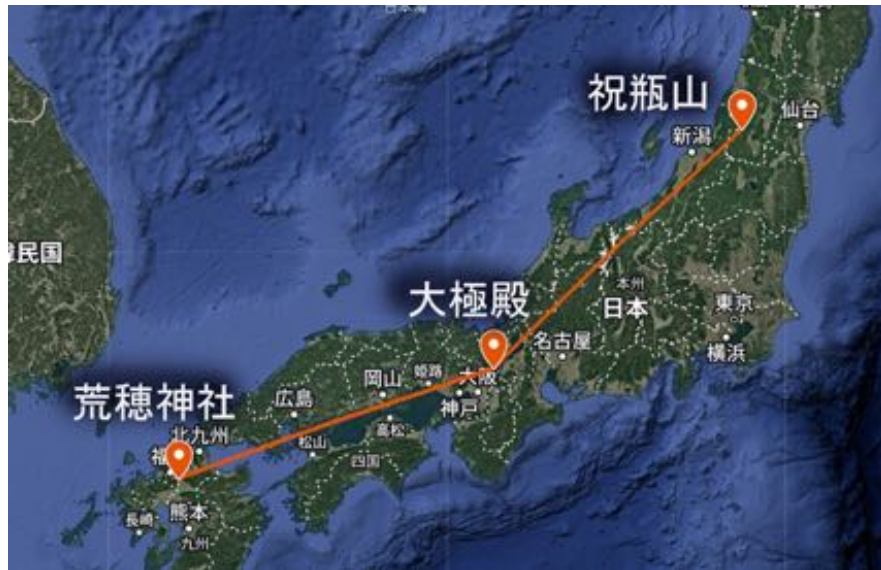 祝瓶山
仙台
新潟
韓民国
本州
日本
東京
横浜
大極殿
名古屋
岡山
姫路
大阪
神戸
広島
高松
松山
四国
荒穂神社
北九州
福
長崎
熊本
九州